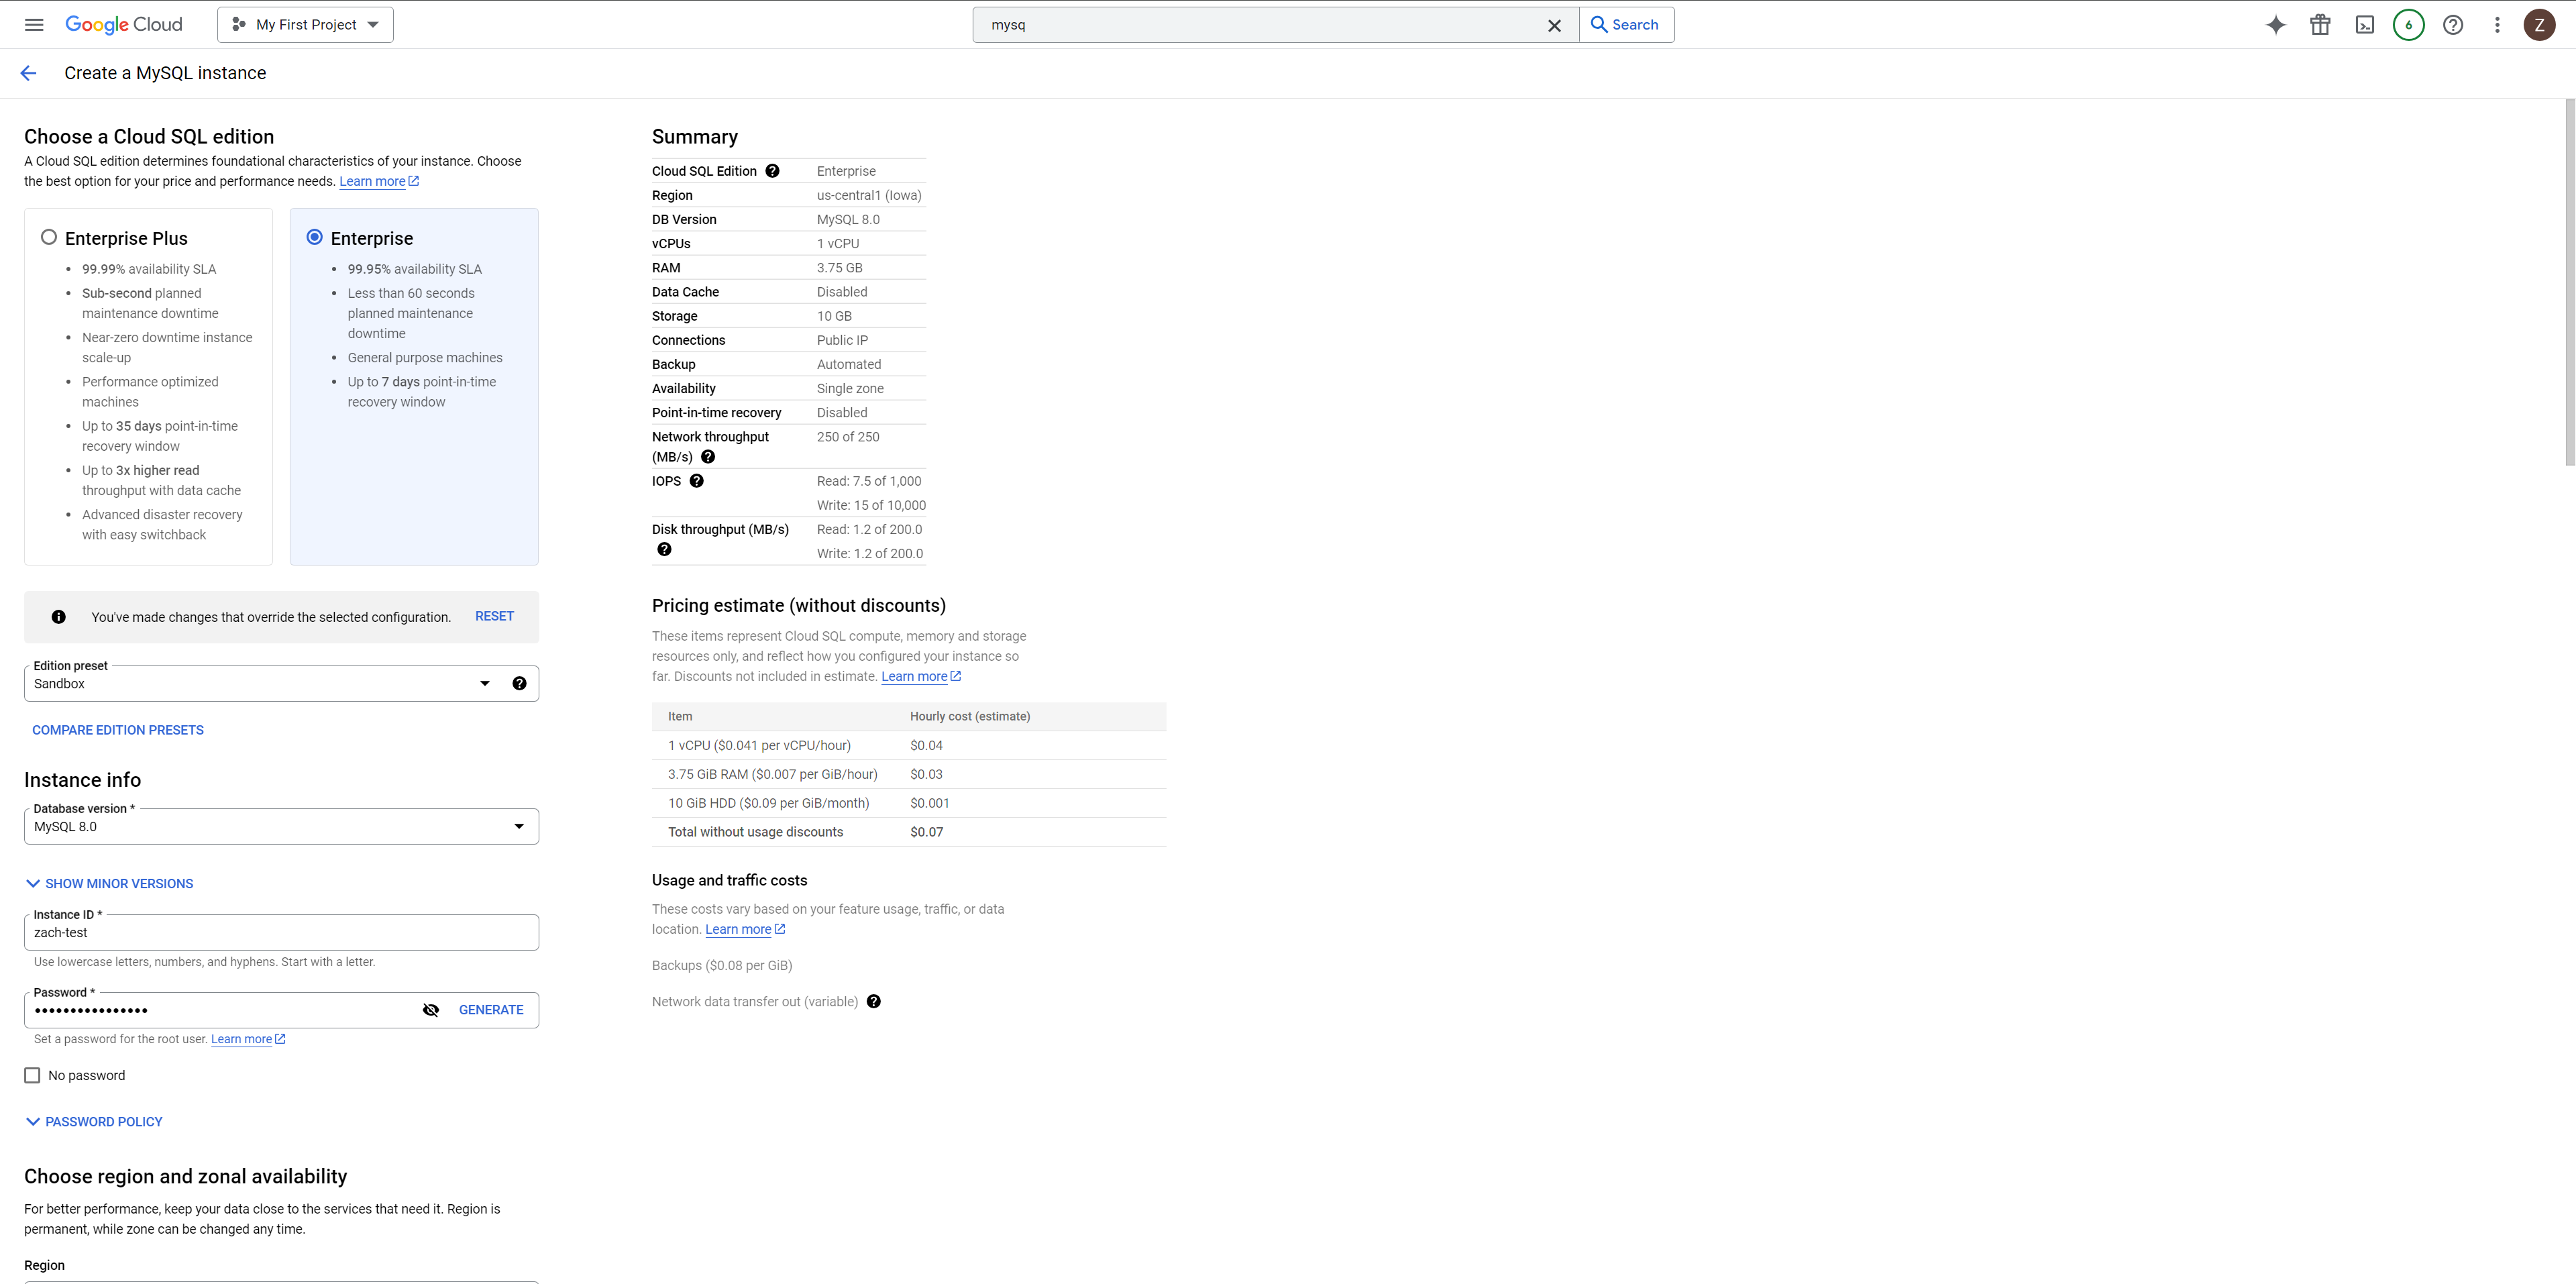 Google Cloud
My First Project
mysq
Search
6
Z
Create a MySQL instance
Choose a Cloud SQL edition
A Cloud SQL edition determines foundational characteristics of your instance. Choose
the best option for your price and performance needs. Learn more
Enterprise Plus
• 99.99% availability SLA
• Sub-second planned
maintenance downtime
• Near-zero downtime instance
scale-up
• Performance optimized
machines
• Up to 35 days point-in-time
recovery window
• Up to 3x higher read
throughput with data cache
• Advanced disaster recovery
with easy switchback
Enterprise
• 99.95% availability SLA
• Less than 60 seconds
planned maintenance
downtime
• General purpose machines
• Up to 7 days point-in-time
recovery window
You've made changes that override the selected configuration. RESET
Edition preset
Sandbox
COMPARE EDITION PRESETS
Instance info
Database version *
MySQL 8.0
SHOW MINOR VERSIONS
Instance ID *
zach-test
Use lowercase letters, numbers, and hyphens. Start with a letter.
Password *
•••••••••••••••• GENERATE
Set a password for the root user. Learn more
No password
PASSWORD POLICY
Choose region and zonal availability
For better performance, keep your data close to the services that need it. Region is
permanent, while zone can be changed any time.
Region
Summary
Cloud SQL Edition Enterprise
Region us-central1 (Iowa)
DB Version MySQL 8.0
vCPUs 1 vCPU
RAM 3.75 GB
Data Cache Disabled
Storage 10 GB
Connections Public IP
Backup Automated
Availability Single zone
Point-in-time recovery Disabled
Network throughput 250 of 250
(MB/s)
IOPS Read: 7.5 of 1,000
Write: 15 of 10,000
Disk throughput (MB/s) Read: 1.2 of 200.0
Write: 1.2 of 200.0
Pricing estimate (without discounts)
These items represent Cloud SQL compute, memory and storage
resources only, and reflect how you configured your instance so
far. Discounts not included in estimate. Learn more
Item Hourly cost (estimate)
1 vCPU ($0.041 per vCPU/hour) $0.04
3.75 GiB RAM ($0.007 per GiB/hour) $0.03
10 GiB HDD ($0.09 per GiB/month) $0.001
Total without usage discounts $0.07
Usage and traffic costs
These costs vary based on your feature usage, traffic, or data
location. Learn more
Backups ($0.08 per GiB)
Network data transfer out (variable)